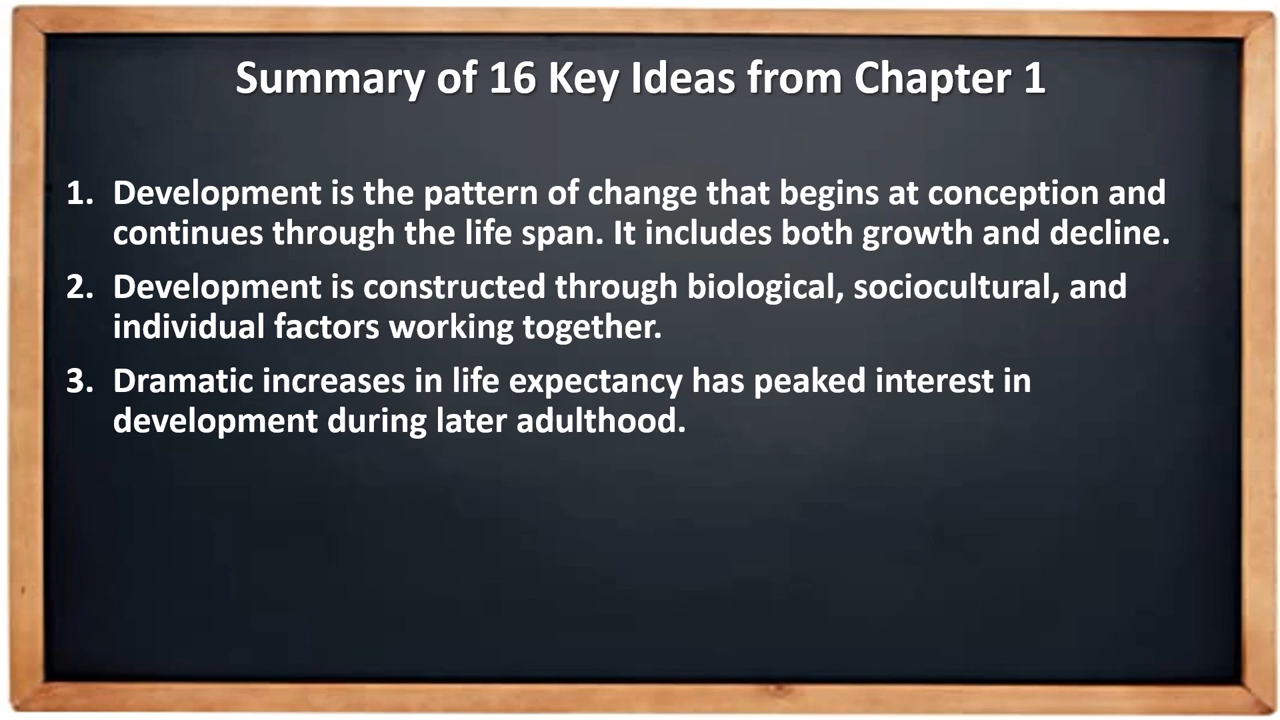 Summary of 16 Key Ideas from Chapter 1
1. Development is the pattern of change that begins at conception and
continues through the life span. It includes both growth and decline.
2. Development is constructed through biological, sociocultural, and
individual factors working together.
3. Dramatic increases in life expectancy has peaked interest in
development during later adulthood.